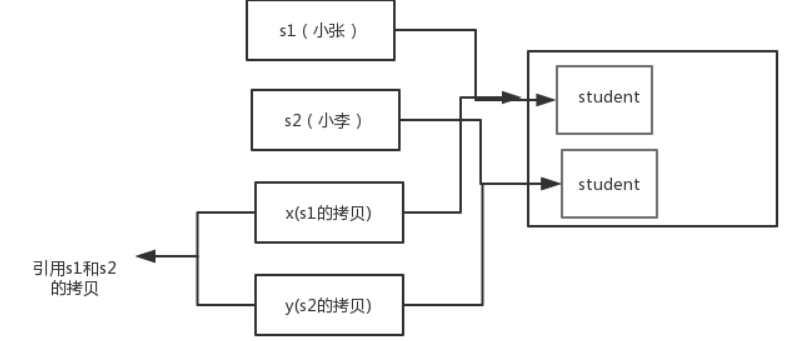 s1（小张）
student
s2（小李）
student
x(s1的拷贝)
引用s1和s2
的拷贝
y(s2的拷贝)